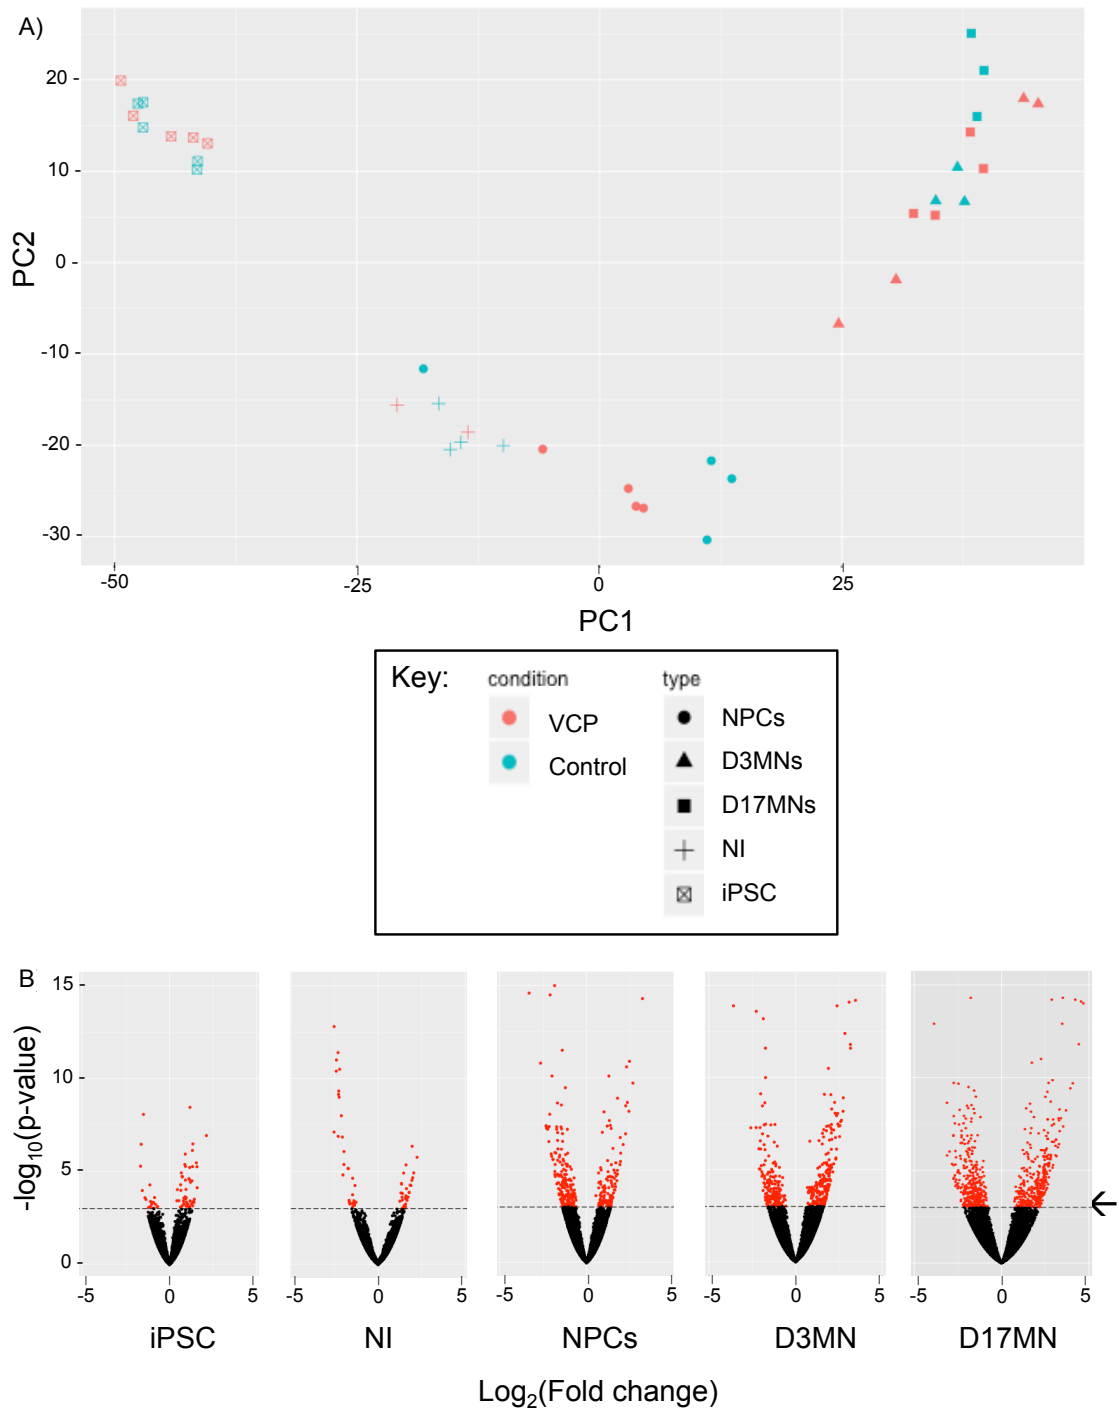 A)
20
10
0
-10
-20
-30
PC2
-50
-25
0
25
PC1
Key:
condition
VCP
Control
type
NPCs
D3MNs
D17MNs
NI
iPSC
B
15
10
5
0
-log10(p-value)
-5 0 5
-5 0 5
-5 0 5
-5 0 5
-5 0 5
iPSC
NI
NPCs
D3MN
D17MN
Log2(Fold change)